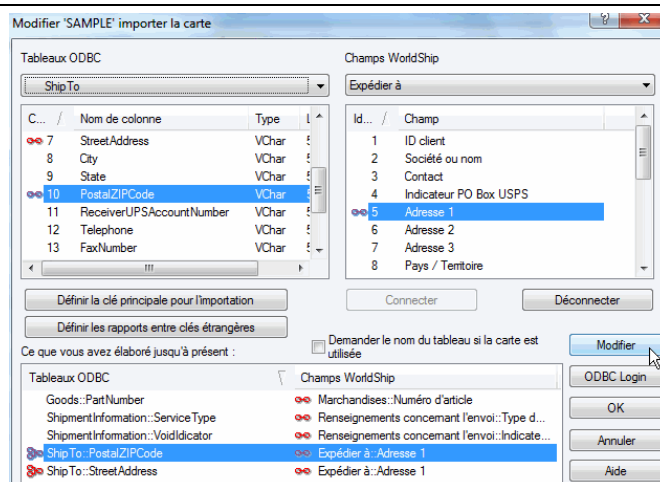 Modifier 'SAMPLE' importer la carte
Tableaux ODBC
Champs WorldShip
ShipTo
Expédier à
C... / Nom de colonne Type L
7 StreetAddress VChar
8 City VChar
9 State VChar
10 PostalZIPCode VChar
11 ReceiverUPSAccountNumber VChar
12 Telephone VChar
13 FaxNumber VChar
Id... / Champ
1 ID client
2 Société ou nom
3 Contact
4 Indicateur PO Box USPS
5 Adresse 1
6 Adresse 2
7 Adresse 3
8 Pays / Territoire
Définir la clé principale pour l'importation
Connecter
Déconnecter
Définir les rapports entre clés étrangères
Ce que vous avez élaboré jusqu'à présent :
Demander le nom du tableau si la carte est
utilisée
Modifier
ODBC Login
OK
Annuler
Aide
Tableaux ODBC Champs WorldShip
Goods::PartNumber Marchandises::Numéro d'article
ShipmentInformation::ServiceType Renseignements concernant l'envoi::Type d...
ShipmentInformation::VoidIdicator Renseignements concernant l'envoi::Indicate...
ShipTo::PostalZIPCode Expédier à::Adresse 1
ShipTo::StreetAddress Expédier à::Adresse 1